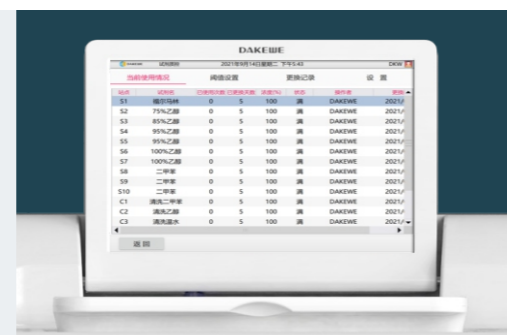 DAKEWE
试剂跟踪 2021年9月14日星期二 下午5:43 DKW
当前使用情况 阈值设置 更换记录 设 置
站点 试剂名 已使用次数 已更换天数 浓度(%) 状态 操作者 更换
S1 福尔马林 0 5 100 满 DAKEWE 2021/
S2 75%乙醇 0 5 100 满 DAKEWE 2021/
S3 85%乙醇 0 5 100 满 DAKEWE 2021/
S4 95%乙醇 0 5 100 满 DAKEWE 2021/
S5 95%乙醇 0 5 100 满 DAKEWE 2021/
S6 100%乙醇 0 5 100 满 DAKEWE 2021/
S7 100%乙醇 0 5 100 满 DAKEWE 2021/
S8 二甲苯 0 5 100 满 DAKEWE 2021/
S9 二甲苯 0 5 100 满 DAKEWE 2021/
S10 二甲苯 0 5 100 满 DAKEWE 2021/
C1 清洗二甲苯 0 5 100 满 DAKEWE 2021/
C2 清洗乙醇 0 5 100 满 DAKEWE 2021/
C3 清洗温水 0 5 100 满 DAKEWE 2021/
返 回